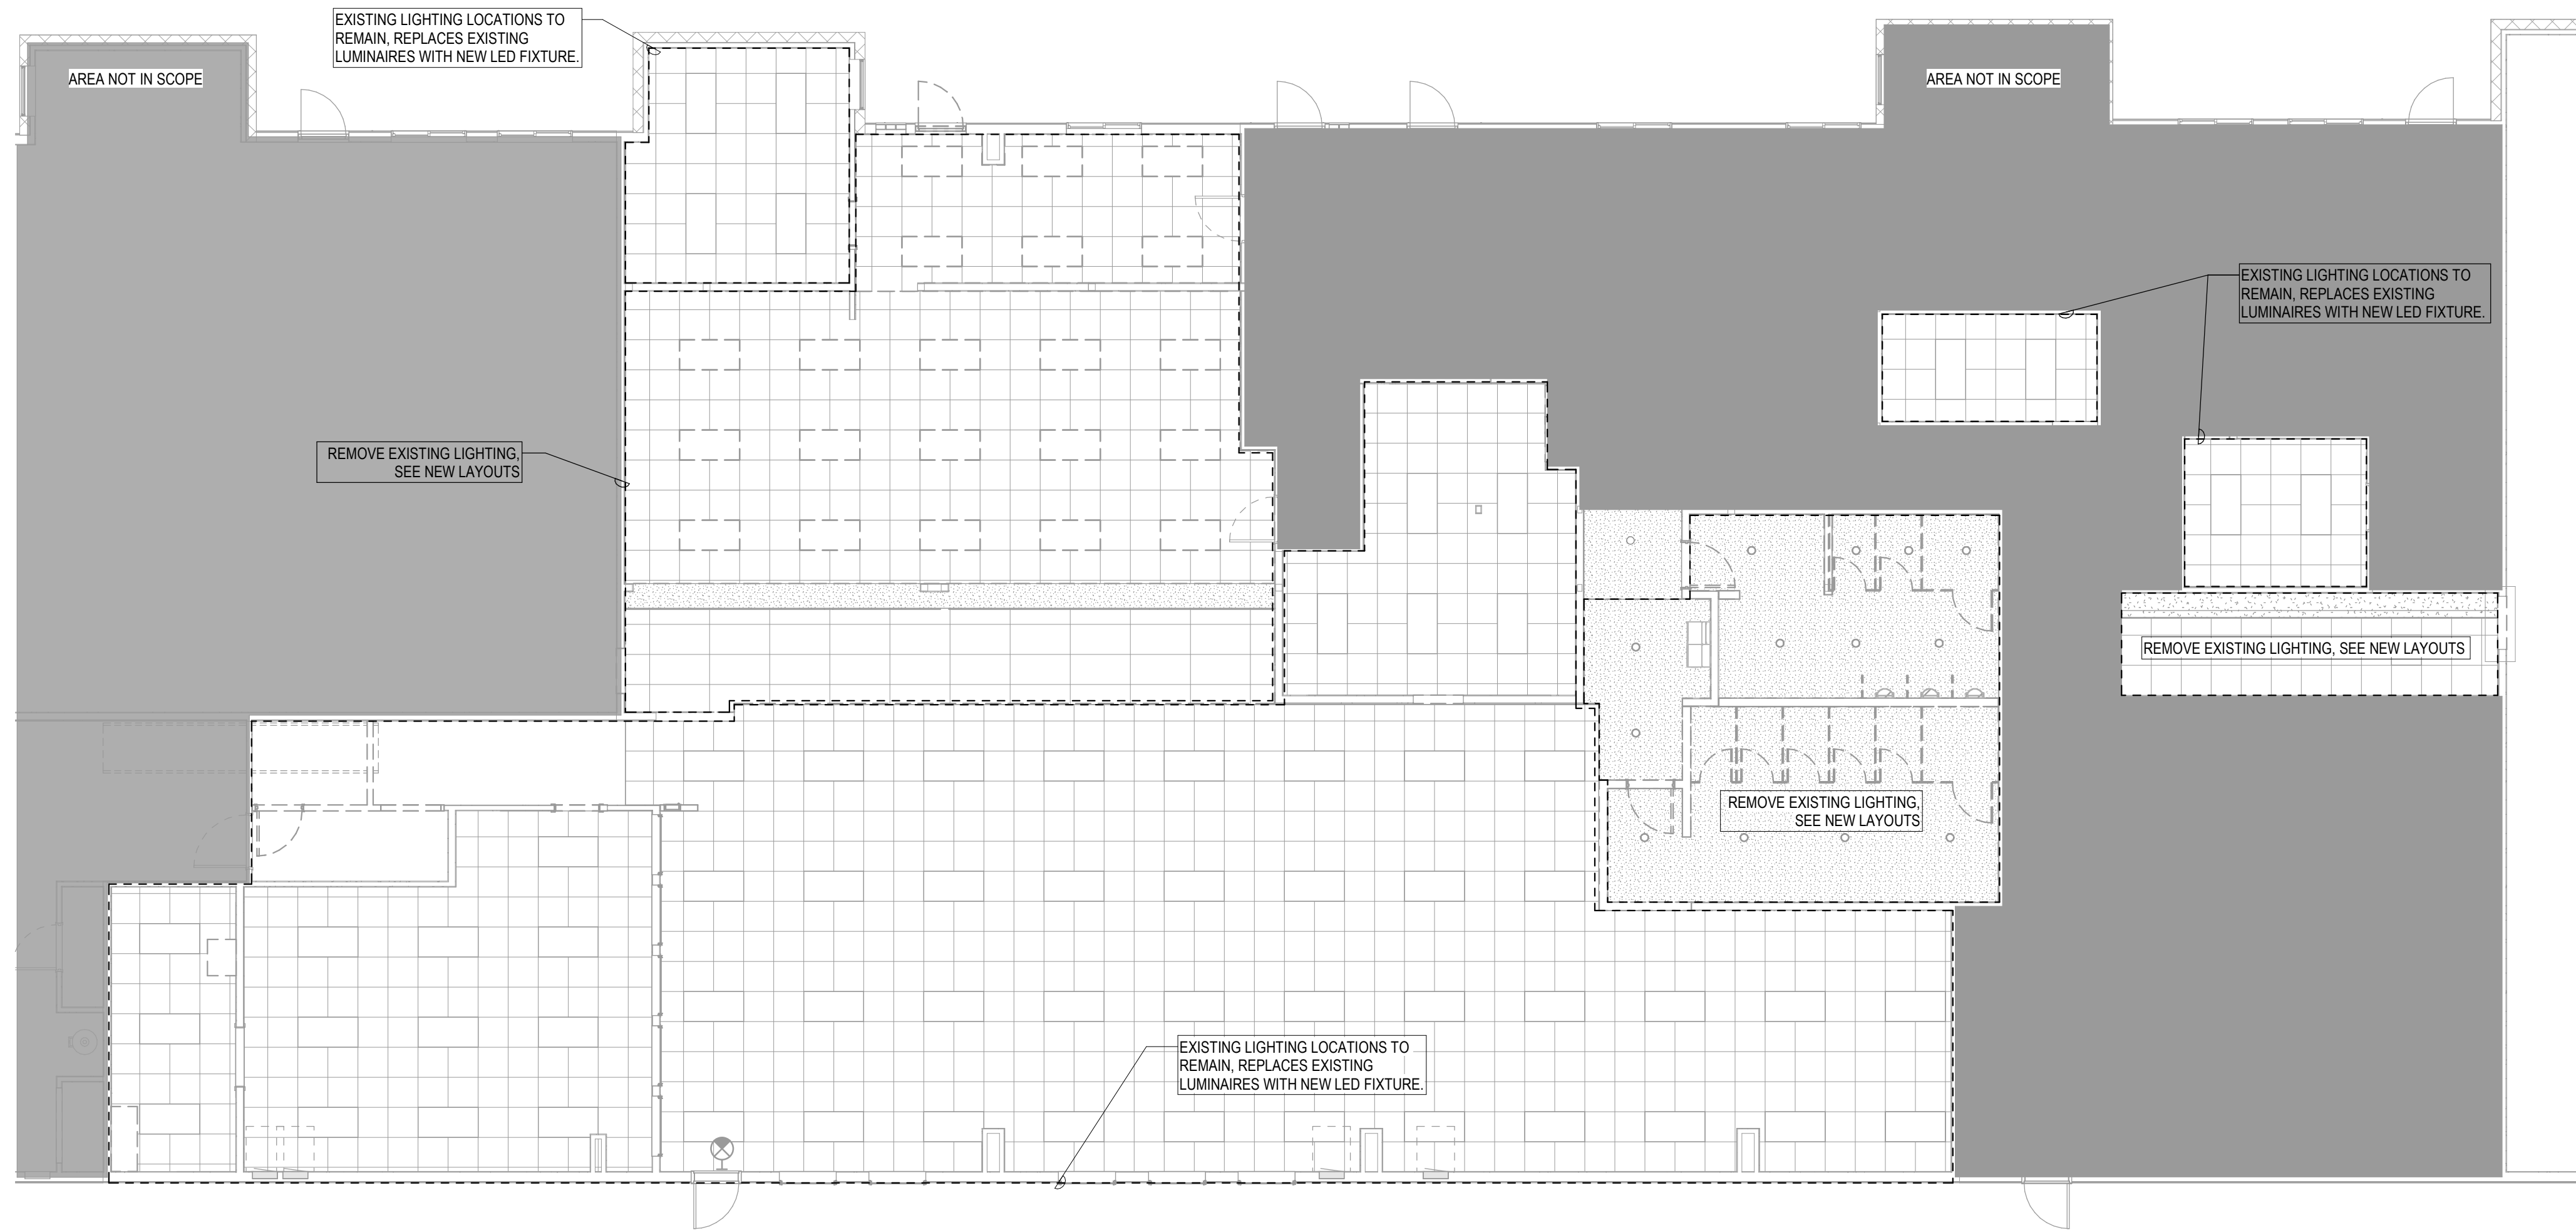 EXISTING LIGHTING LOCATIONS TO
REMAIN, REPLACES EXISTING
LUMINAIRES WITH NEW LED FIXTURE.
AREA NOT IN SCOPE
AREA NOT IN SCOPE
EXISTING LIGHTING LOCATIONS TO
REMAIN, REPLACES EXISTING
LUMINAIRES WITH NEW LED FIXTURE.
REMOVE EXISTING LIGHTING,
SEE NEW LAYOUTS
REMOVE EXISTING LIGHTING, SEE NEW LAYOUTS
REMOVE EXISTING LIGHTING,
SEE NEW LAYOUTS
EXISTING LIGHTING LOCATIONS TO
REMAIN, REPLACES EXISTING
LUMINAIRES WITH NEW LED FIXTURE.